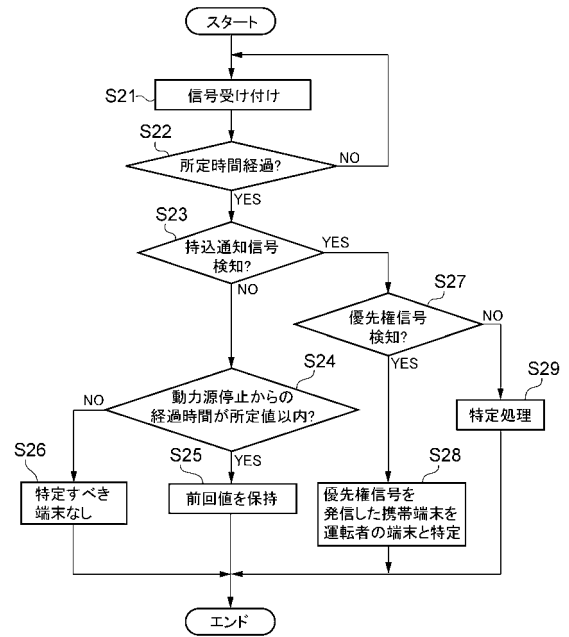 スタート
S21
信号受け付け
S22
所定時間経過?
NO
YES
S23
持込通知信号
検知?
YES
NO
S27
優先権信号
検知?
NO
YES
S24
動力源停止からの
経過時間が所定値以内?
NO
YES
S29
特定処理
S26
特定すべき
端末なし
S25
前回値を保持
S28
優先権信号を
発信した携帯端末を
運転者の端末と特定
エンド